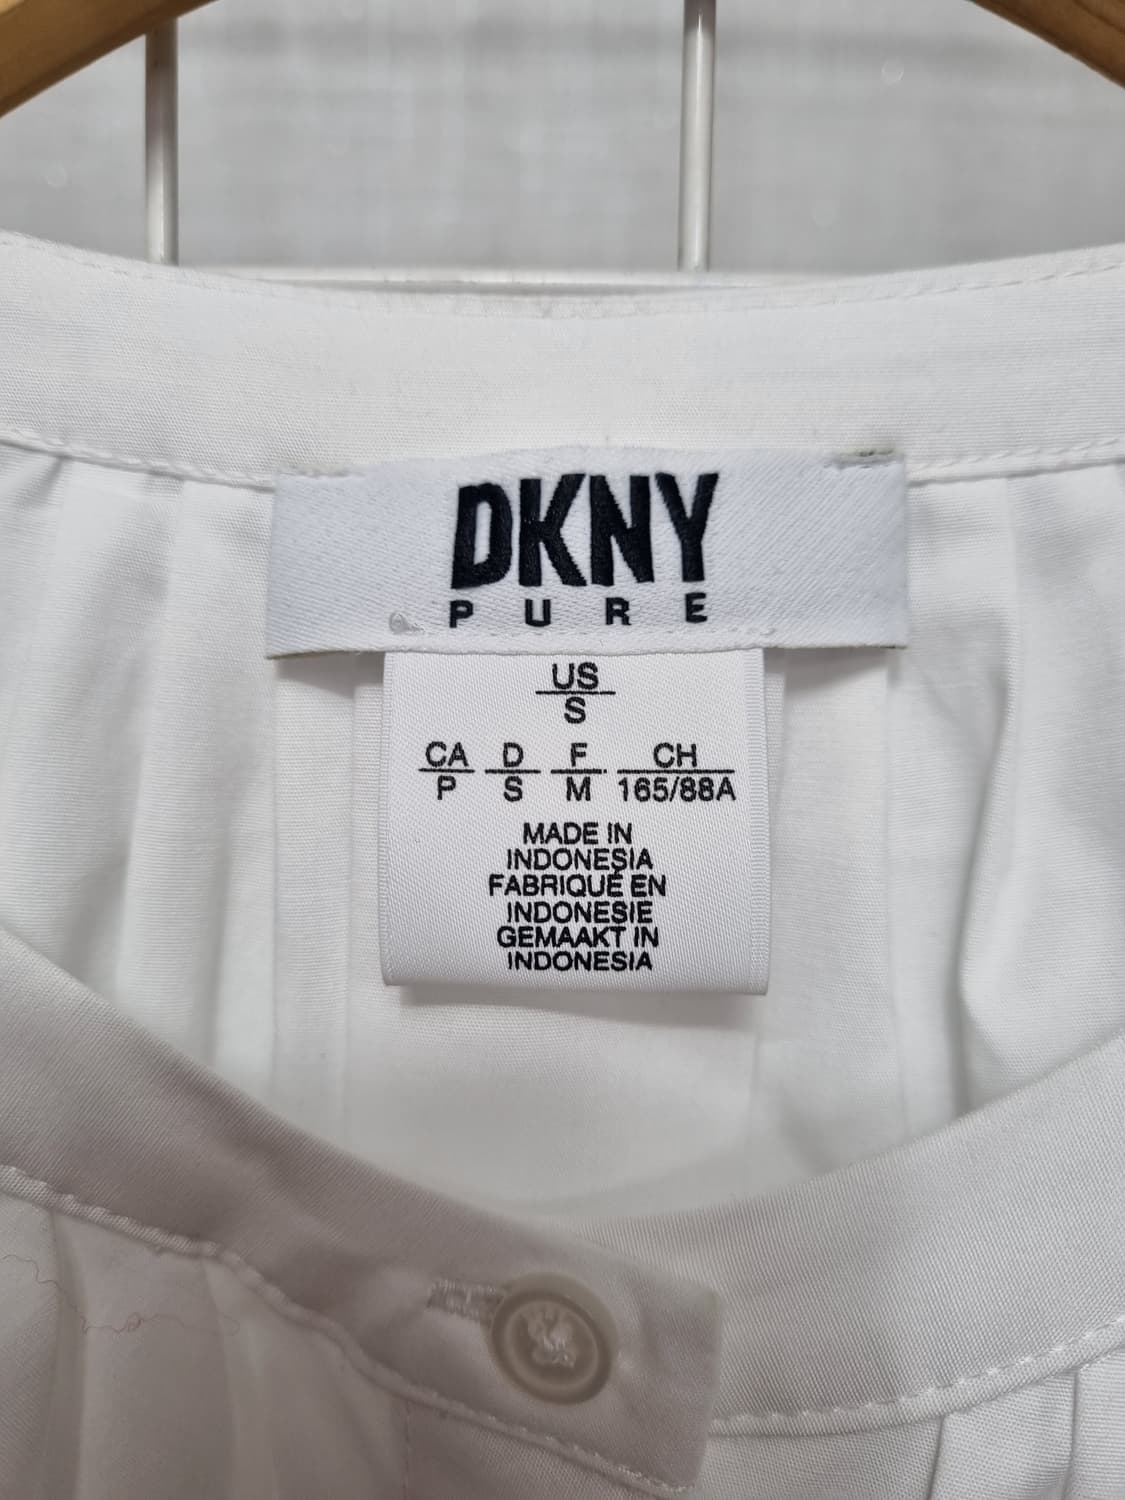 DKNY
PURE
US
S
CA D F CH
P S M 165/88A
MADE IN
INDONESIA
FABRIQUÉ EN
INDONESIE
GEMAAKT IN
INDONESIA